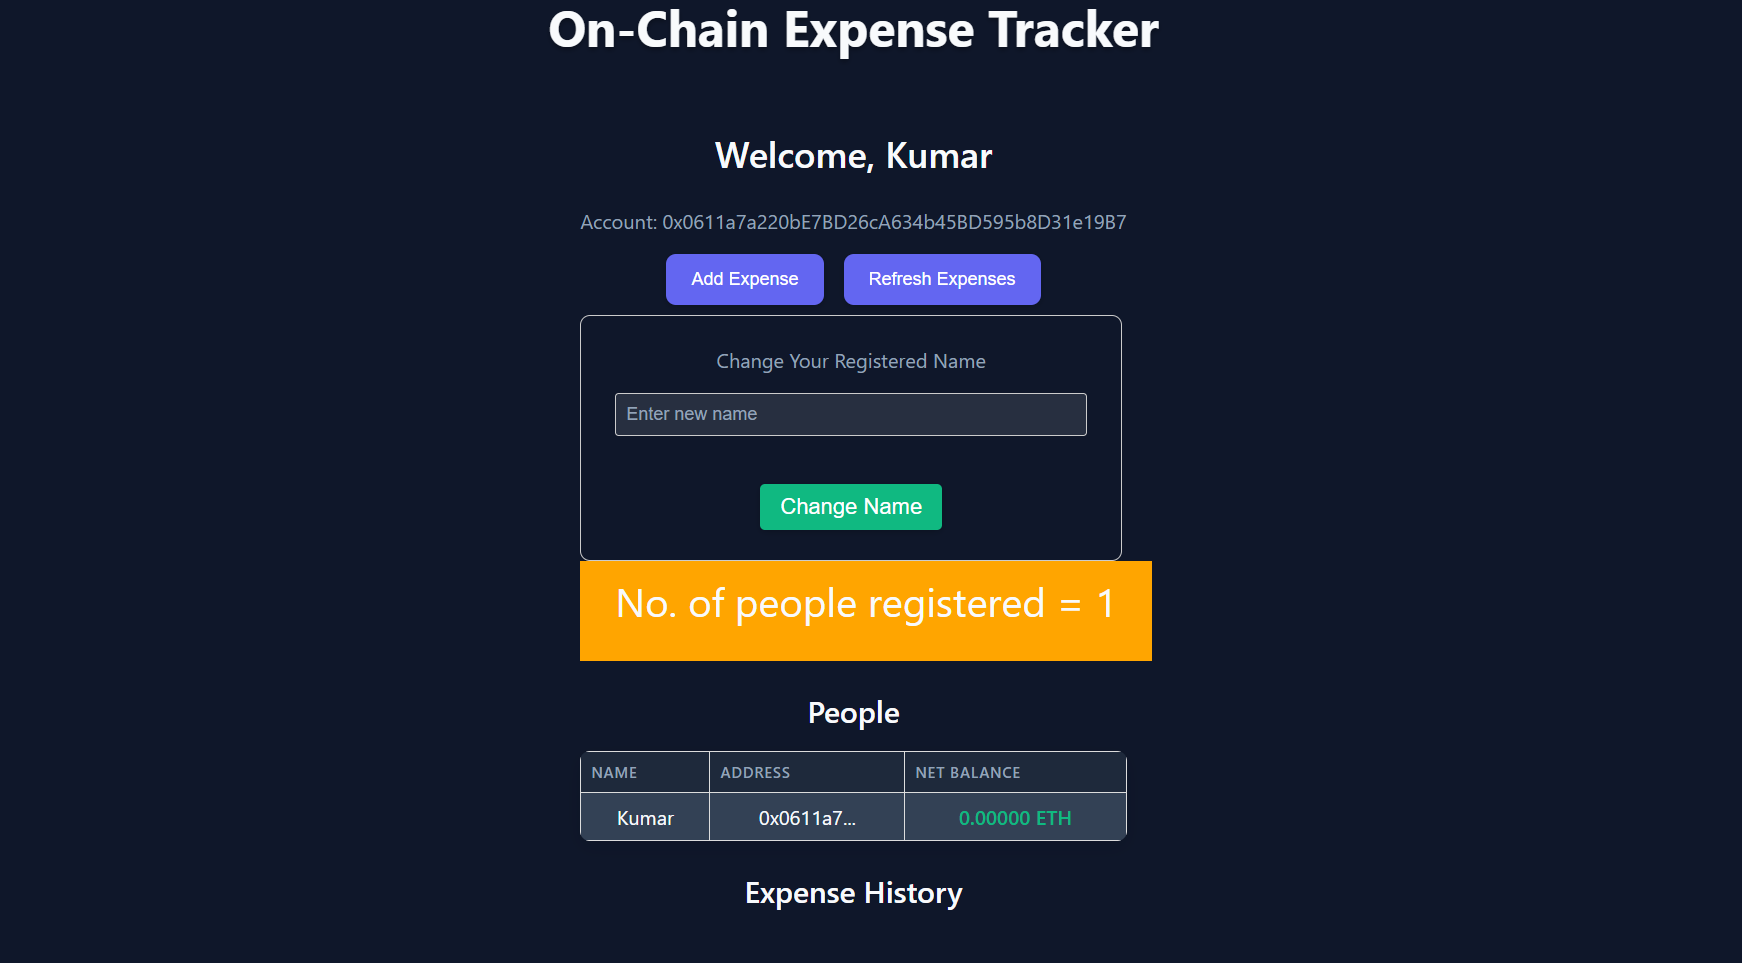 On-Chain Expense Tracker
Welcome, Kumar
Account: 0x0611a7a220bE7BD26cA634b45BD595b8D31e19B7
Add Expense Refresh Expenses
Change Your Registered Name
Enter new name
Change Name
No. of people registered = 1
People
NAME ADDRESS NET BALANCE
Kumar 0x0611a7... 0.00000 ETH
Expense History